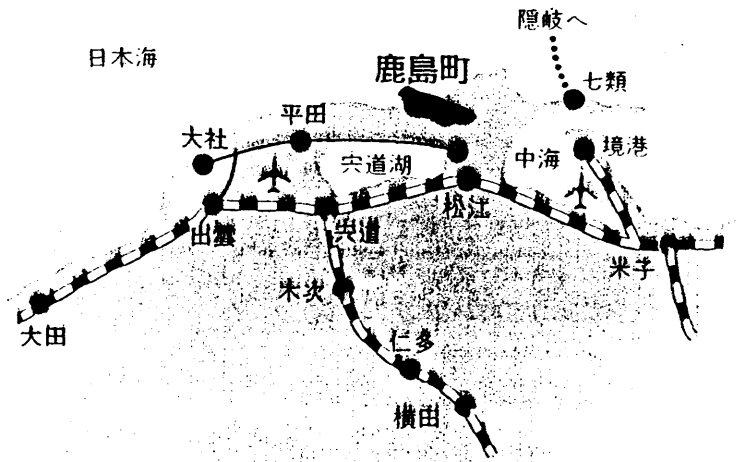 隠岐へ
日本海
鹿島町
七類
平田
大社
境港
中海
宍道湖
松江
出雲
宍道
米子
木次
大田
仁多
横田